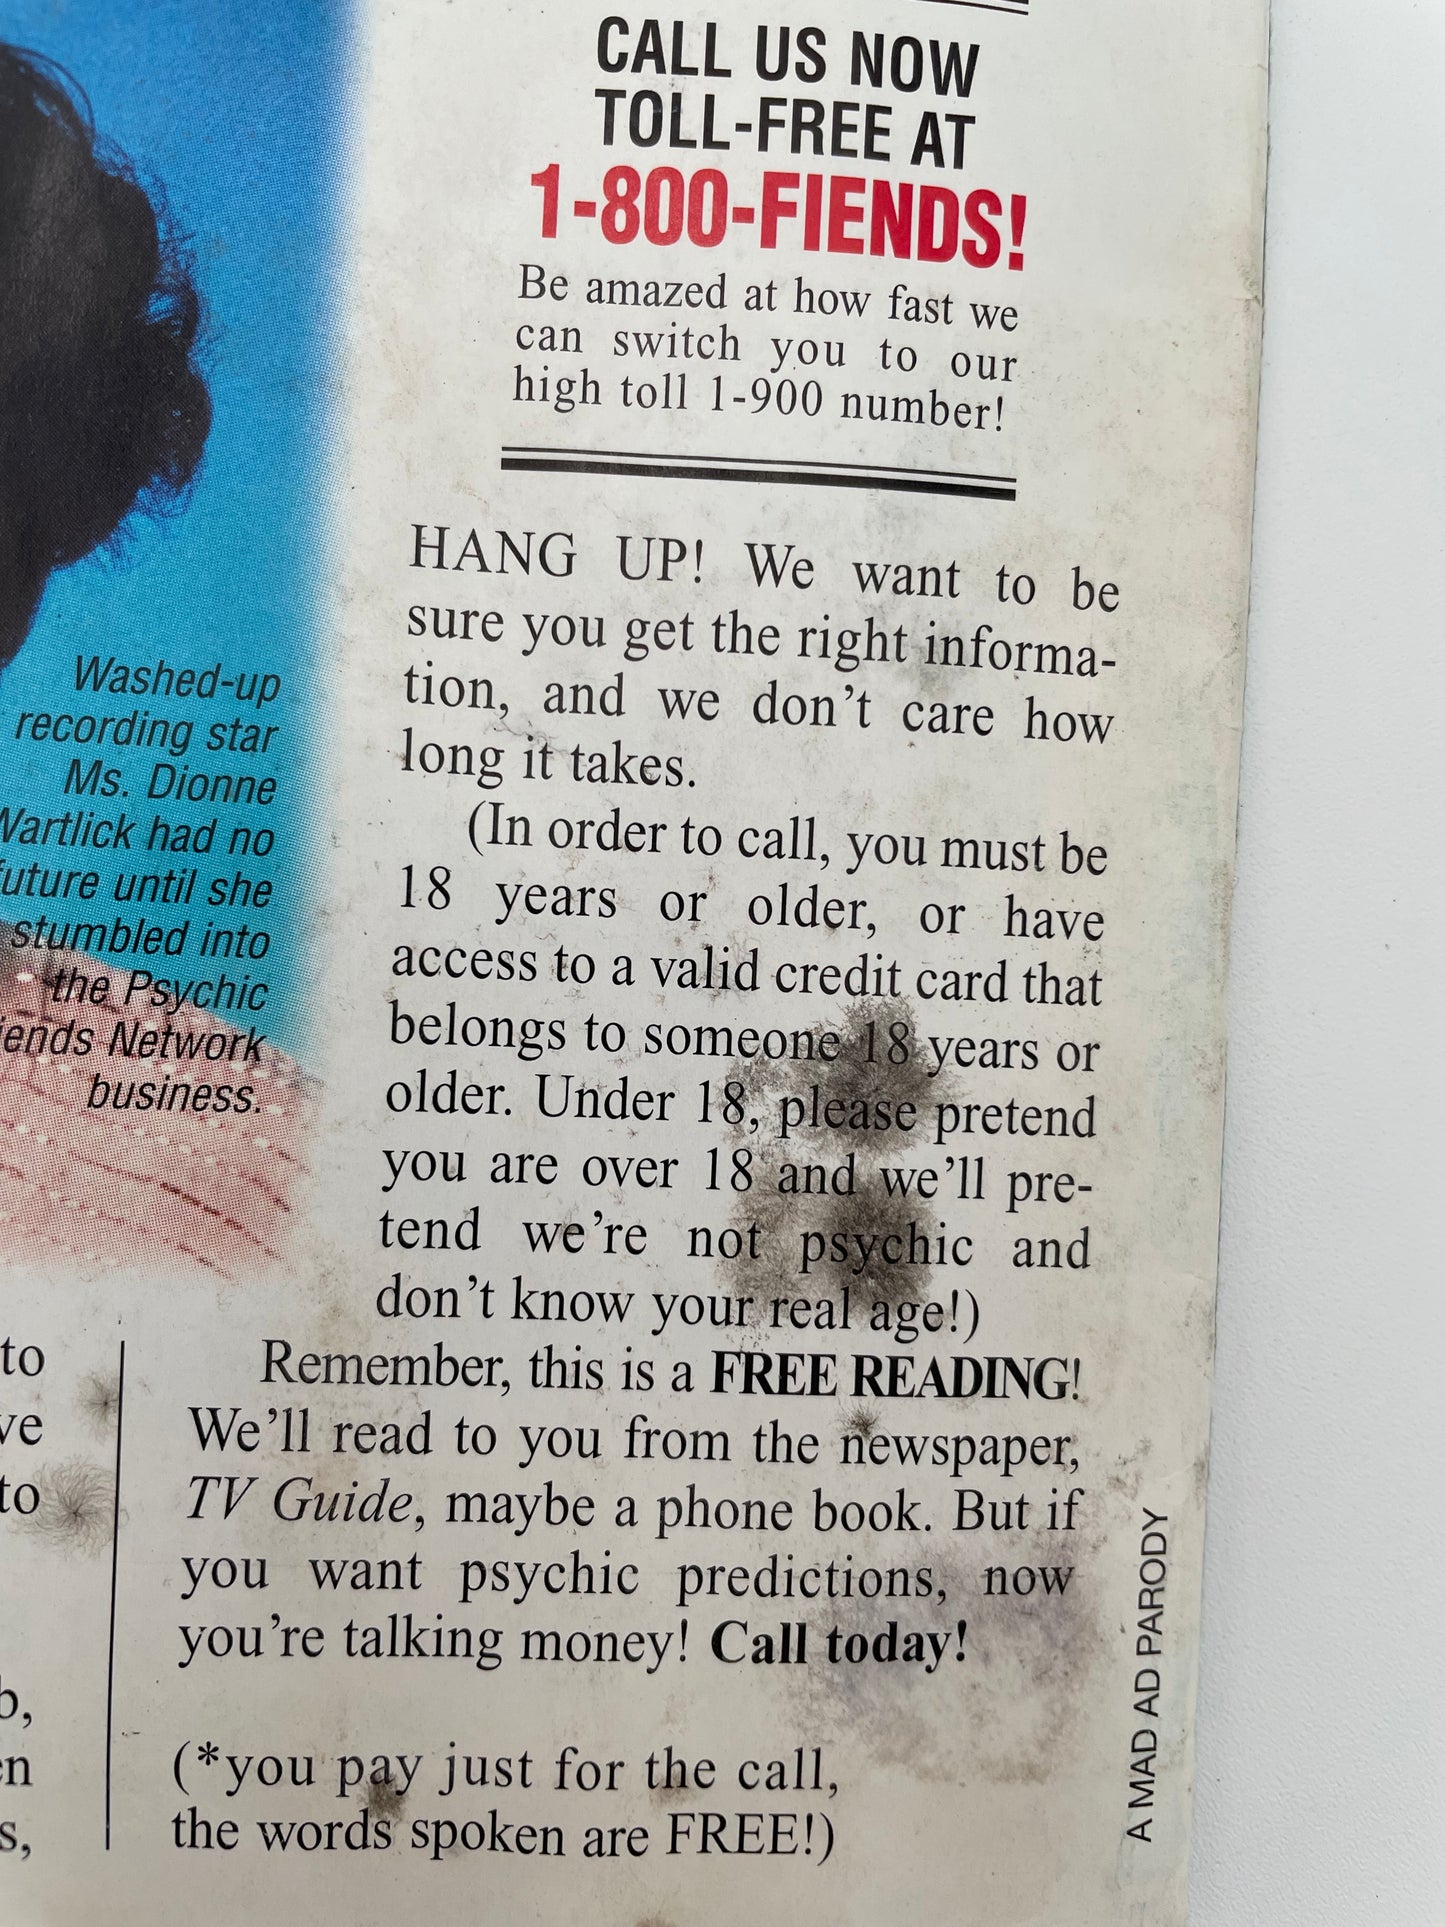 CALL US NOW
TOLL-FREE AT
1-800-FIENDS!
Be amazed at how fast we
can switch you to our
high toll 1-900 number!
HANG UP! We want to be
sure you get the right informa-
tion, and we don't care how
long it takes.
(In order to call, you must be
18 years or older, or have
access to a valid credit card that
belongs to someone 18 years or
older. Under 18, please pretend
you are over 18 and we'll pre-
tend we're not psychic and
don't know your real age!)
Remember, this is a FREE READING!
We'll read to you from the newspaper,
TV Guide, maybe a phone book. But if
you want psychic predictions, now
you're talking money! Call today!
(*you pay just for the call,
the words spoken are FREE!)
Washed-up
recording star
Ms. Dionne
Wartlick had no
future until she
stumbled into
the Psychic
iends Network
business.
to
ve
to
b,
en
s,
A MAD AD PARODY